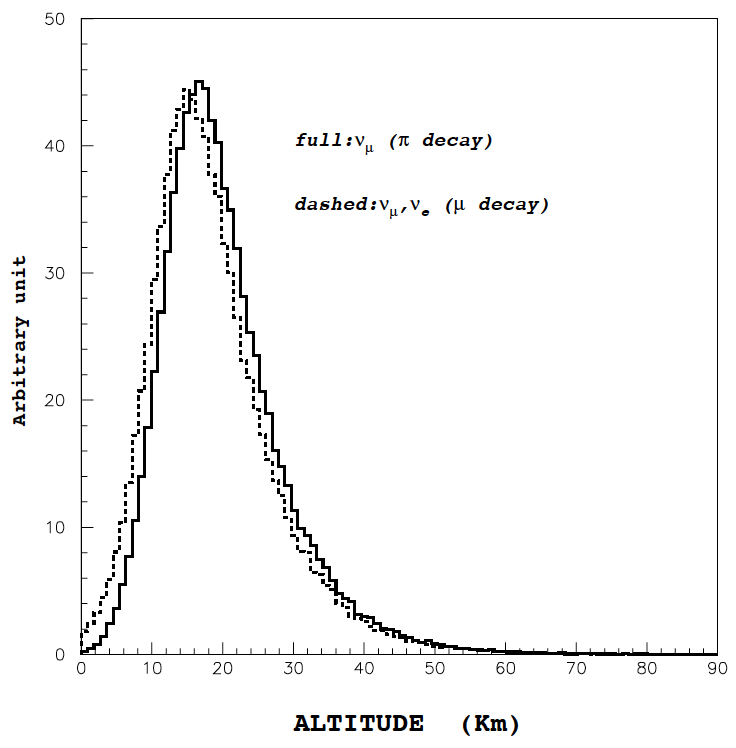 50
40
30
20
10
0
Arbitrary unit
full:νμ (π decay)
dashed:νμ,νe (μ decay)
0 10 20 30 40 50 60 70 80 90
ALTITUDE (Km)